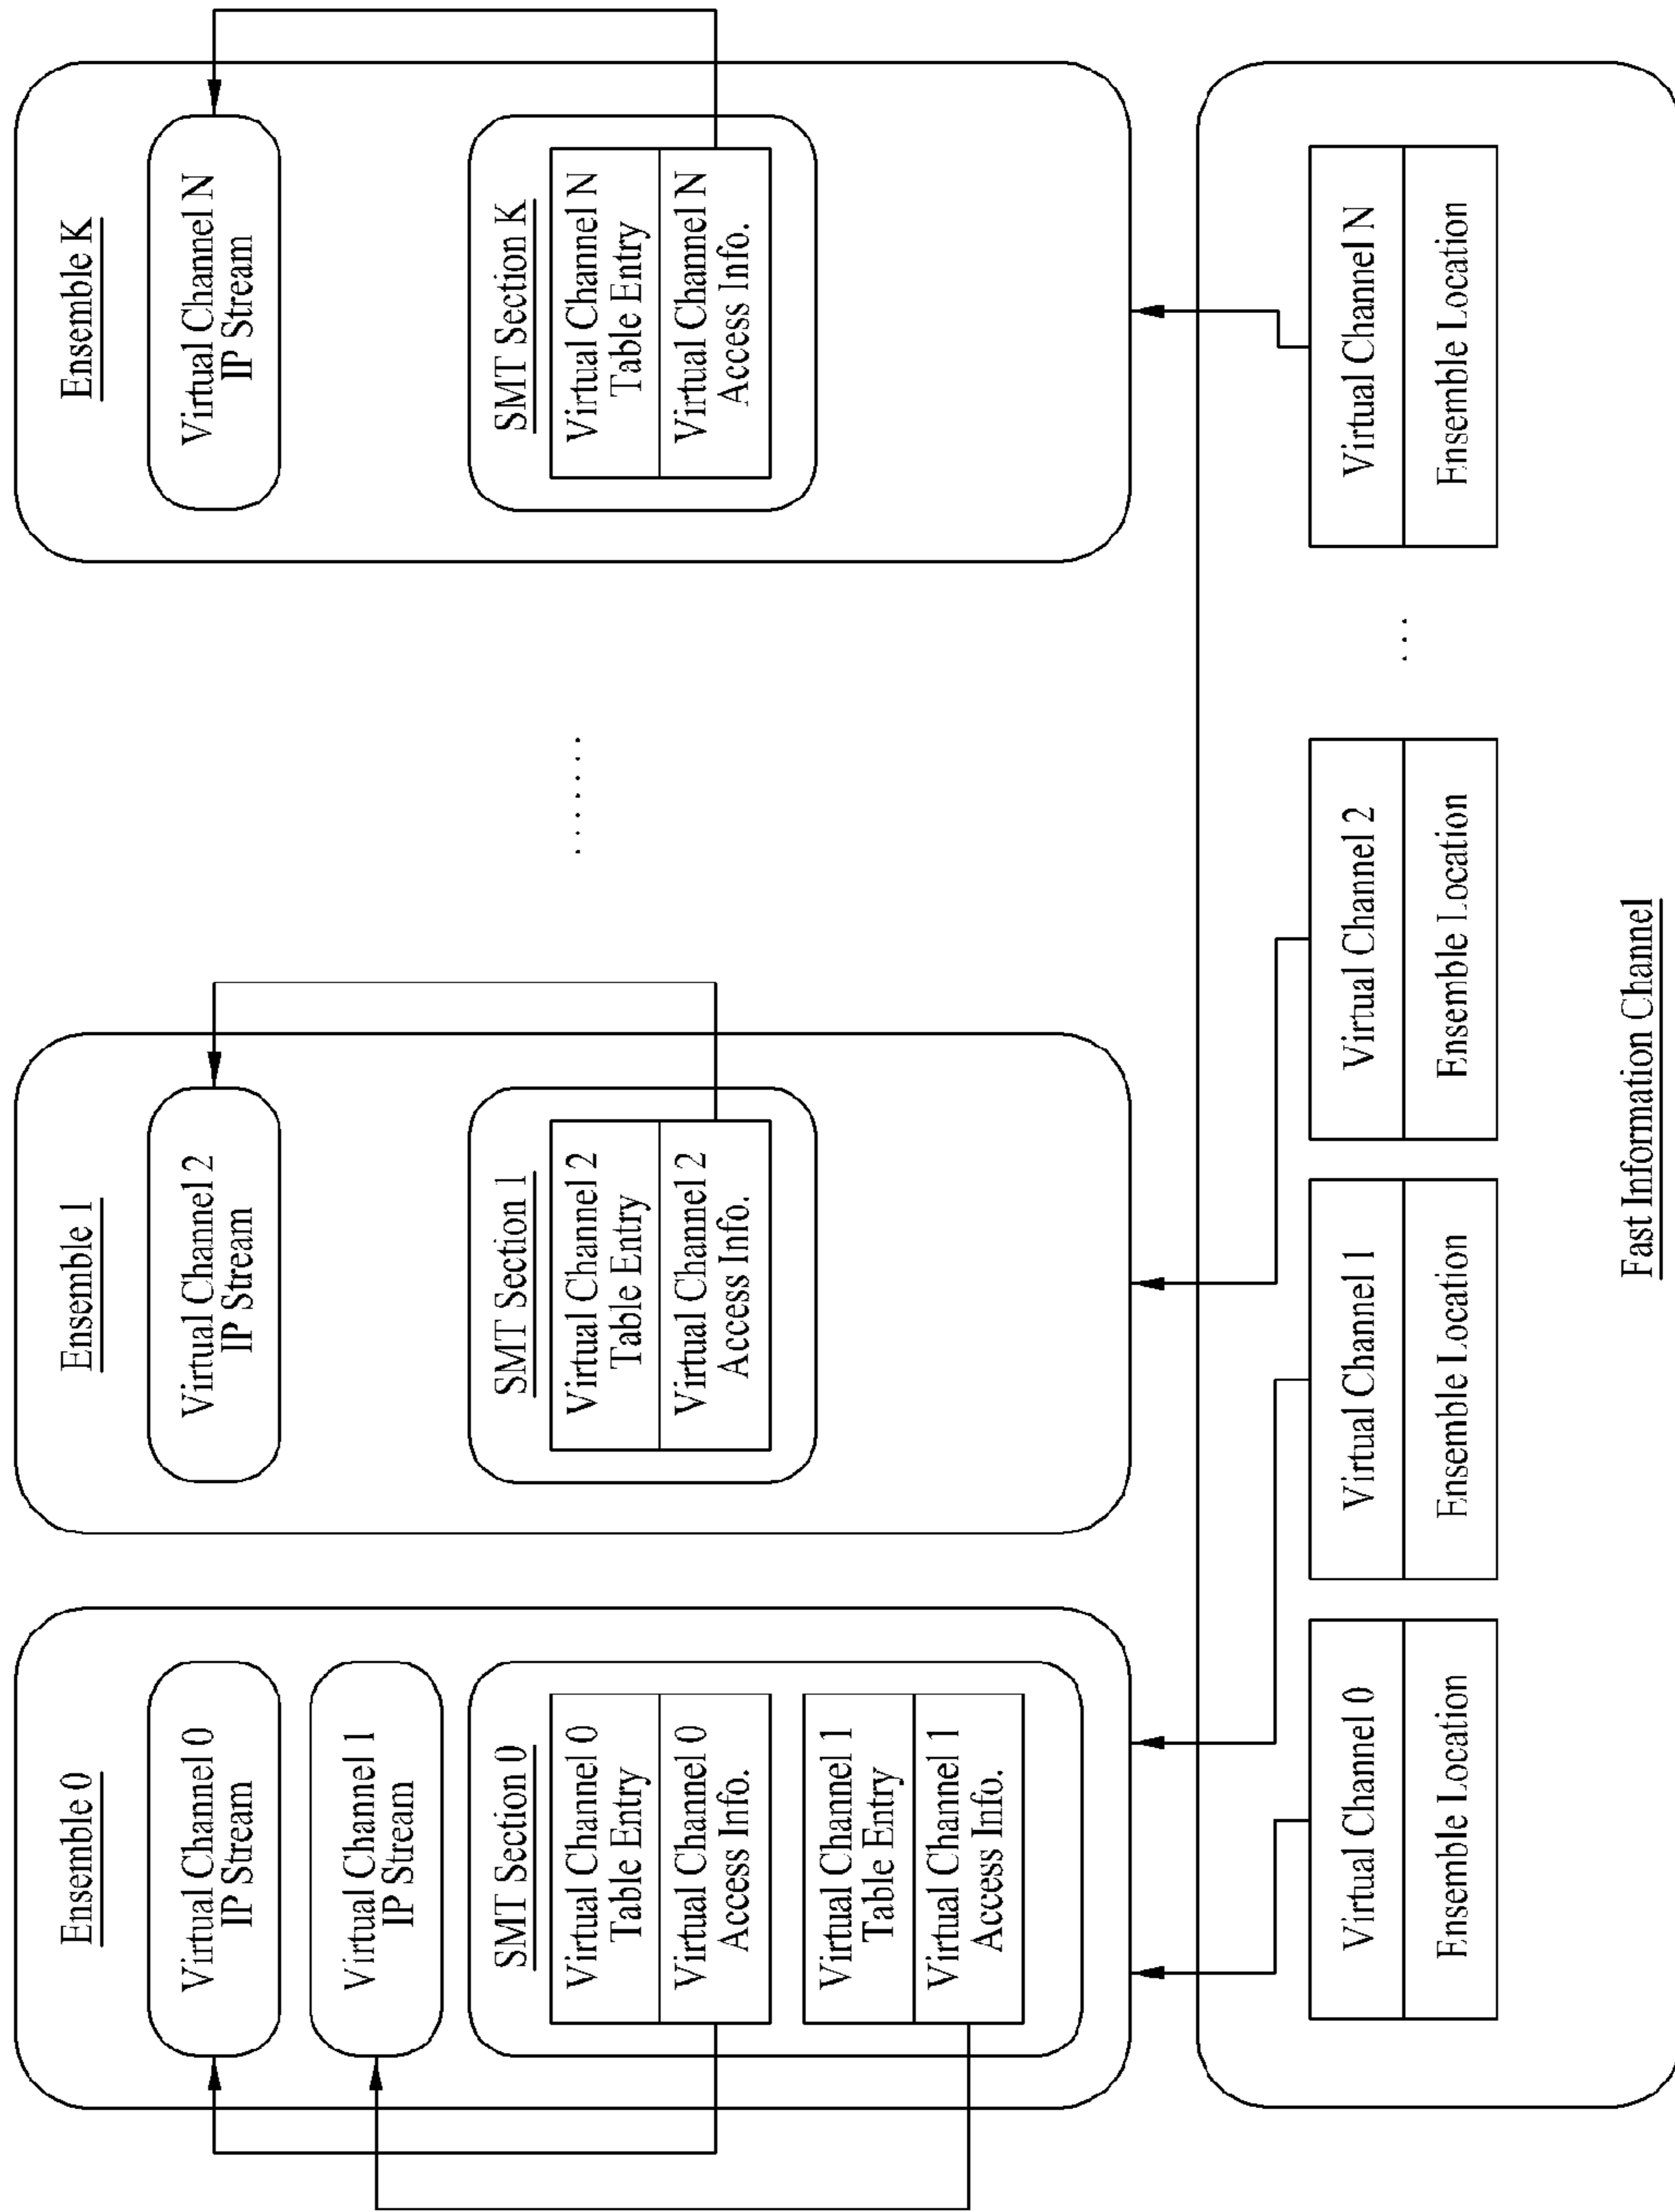 Ensemble 0
Virtual Channel 0
IP Stream
Virtual Channel 1
IP Stream
SMT Section 0
Virtual Channel 0
Table Entry
Virtual Channel 0
Access Info.
Virtual Channel 1
Table Entry
Virtual Channel 1
Access Info.
Ensemble 1
Virtual Channel 2
IP Stream
SMT Section 1
Virtual Channel 2
Table Entry
Virtual Channel 2
Access Info.
.......
Ensemble K
Virtual Channel N
IP Stream
SMT Section K
Virtual Channel N
Table Entry
Virtual Channel N
Access Info.
Virtual Channel 0
Ensemble Location
Virtual Channel 1
Ensemble Location
Virtual Channel 2
Ensemble Location
...
Virtual Channel N
Ensemble Location
Fast Information Channel